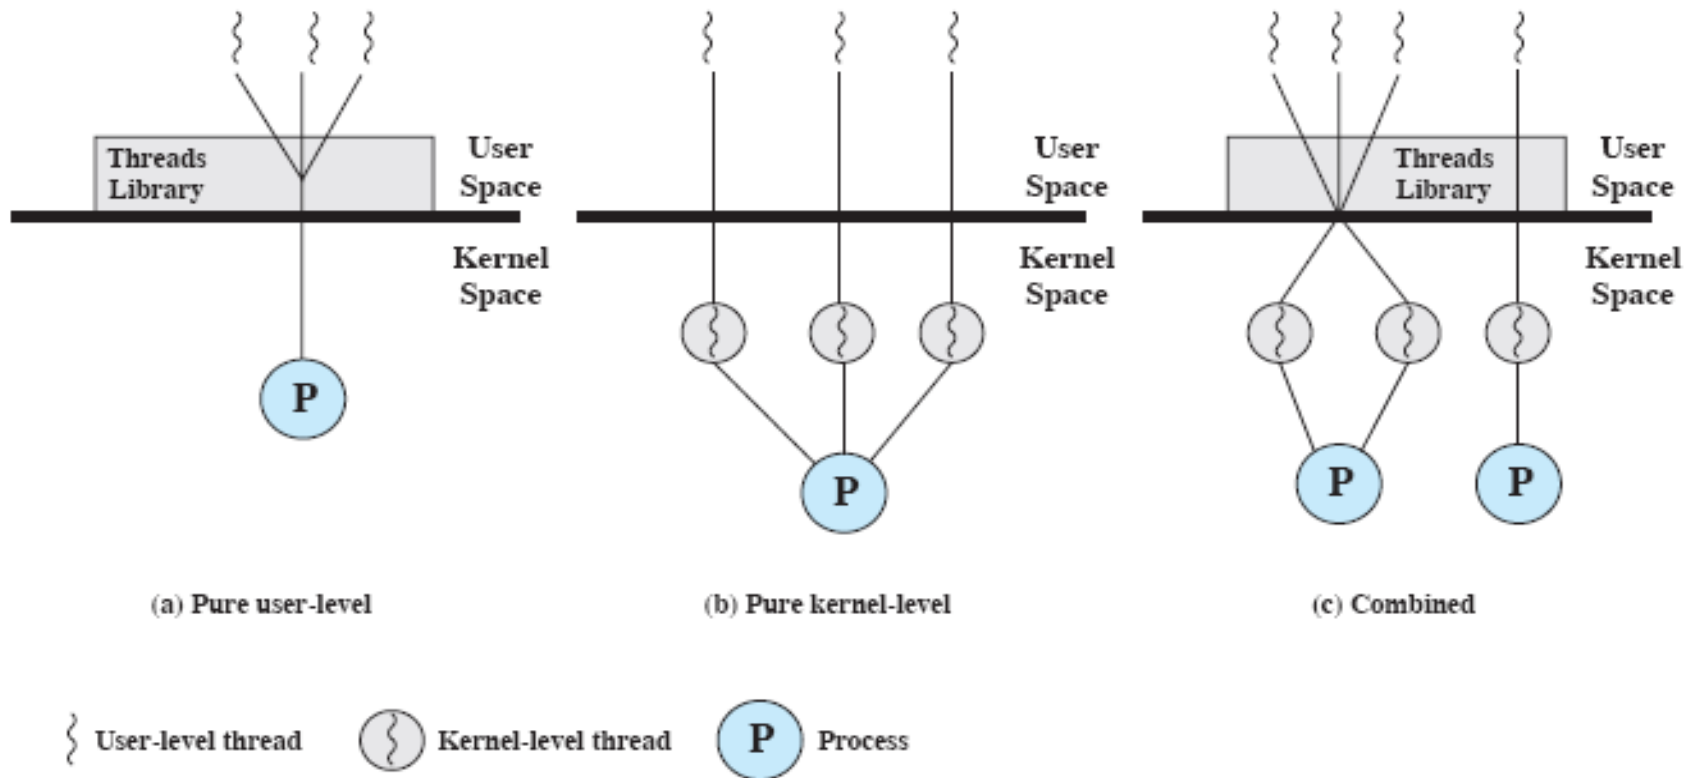 Threads
Library
User
Space
Kernel
Space
P
(a) Pure user-level
User
Space
Kernel
Space
P
(b) Pure kernel-level
Threads
Library
User
Space
Kernel
Space
P
P
(c) Combined
User-level thread
Kernel-level thread
P
Process